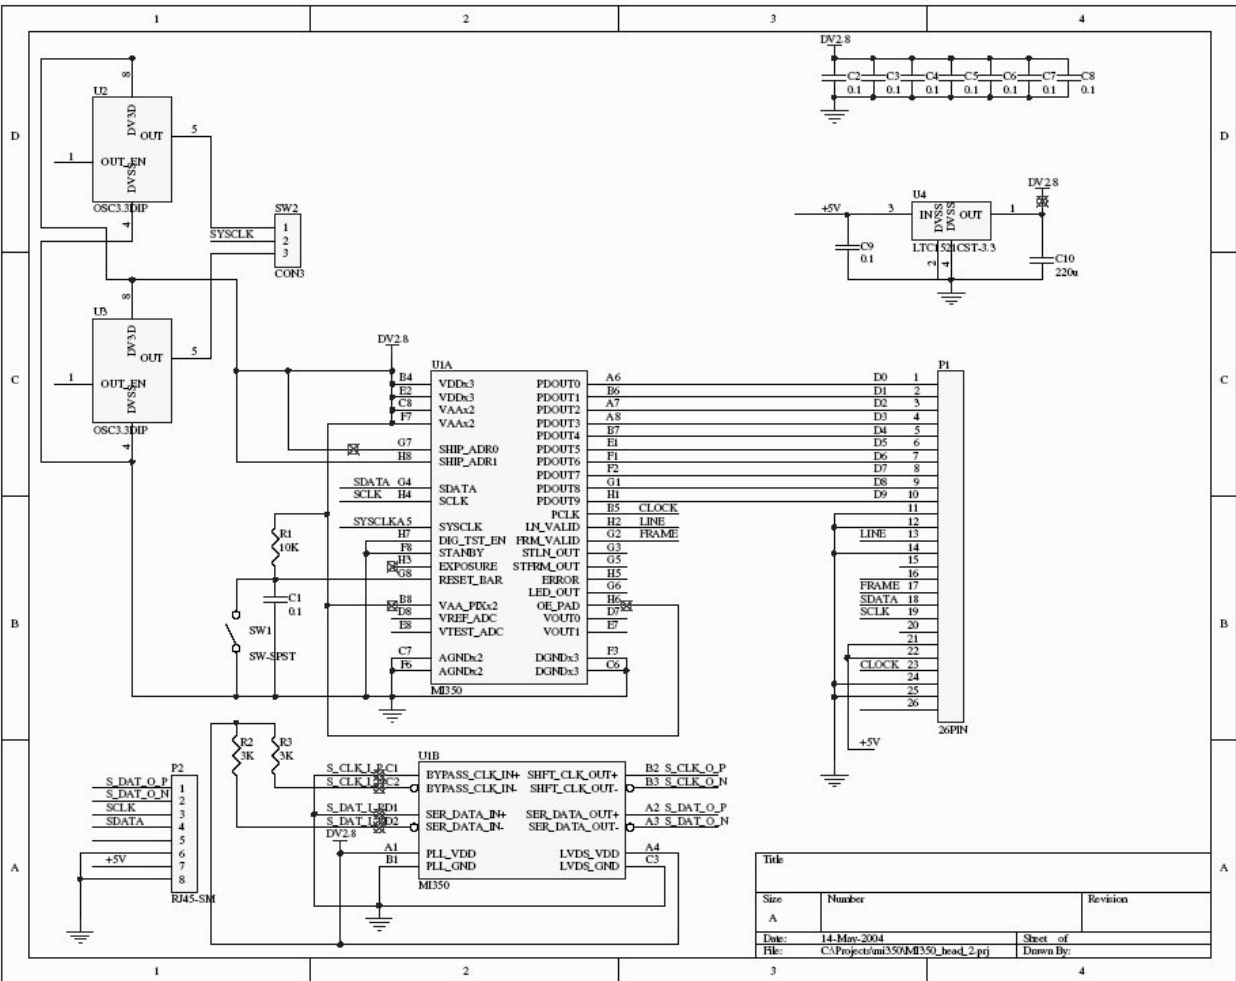 1 2 3 4
D D
C C
B B
A A
DV2.8
C2 C3 C4 C5 C6 C7 C8
0.1 0.1 0.1 0.1 0.1 0.1 0.1
U2
8
DV3D
OUT 5
1 OUT_EN
DVSS
OSC3.3DIP
4
SW2
1
SYSCLK 2
3
CON3
DV2.8
U4
+5V 3 IN OUT 1
DVSS DVSS
LTC1521CST-3.3
2 4
C9
0.1
C10
220u
U3
8
DV3D
OUT 5
1 OUT_EN
DVSS
OSC3.3DIP
4
DV2.8
U1A
B4 VDDx3 PDOUT0 A6
E2 VDDx3 PDOUT1 B6
C8 VAAx2 PDOUT2 A7
F7 VAAx2 PDOUT3 A8
PDOUT4 B7
G7 SHIP_ADR0 PDOUT5 E1
H8 SHIP_ADR1 PDOUT6 F1
PDOUT7 F2
SDATA G4 SDATA PDOUT8 G1
SCLK H4 SCLK PDOUT9 H1
PCLK B5 CLOCK
SYSCLK A5 SYSCLK LN_VALID H2 LINE
H7 DIG_TST_EN FRM_VALID G2 FRAME
F8 STANBY STLN_OUT G3
H3 EXPOSURE STFRM_OUT G5
G8 RESET_BAR ERROR H5
LED_OUT G6
B8 VAA_PIXx2 OE_PAD H6
D8 VREF_ADC VOUT0 D7
E8 VTEST_ADC VOUT1 E7
C7 AGNDx2 DGNDx3 F3
F6 AGNDx2 DGNDx3 C6
MI350
R1
10K
C1
0.1
SW1
SW-SPST
P1
D0 1
D1 2
D2 3
D3 4
D4 5
D5 6
D6 7
D7 8
D8 9
D9 10
11
12
LINE 13
14
15
16
FRAME 17
SDATA 18
SCLK 19
20
21
22
CLOCK 23
24
25
26
26PIN
+5V
R2 R3
3K 3K
P2
S_DAT_O_P 1
S_DAT_O_N 2
SCLK 3
SDATA 4
5
6
+5V 7
8
RJ45-SM
U1B
C1 BYPASS_CLK_IN+ SHFT_CLK_OUT+ B2 S_CLK_O_P
C2 BYPASS_CLK_IN- SHFT_CLK_OUT- B3 S_CLK_O_N
D1 SER_DATA_IN+ SER_DATA_OUT+ A2 S_DAT_O_P
D2 SER_DATA_IN- SER_DATA_OUT- A3 S_DAT_O_N
DV2.8
A1 PLL_VDD LVDS_VDD A4
B1 PLL_GND LVDS_GND C3
MI350
Title
Size Number Revision
A
Date: 14-May-2004 Sheet of
File: C:\Projects\mi350\MI350_head_2.prj Drawn By:
1 2 3 4